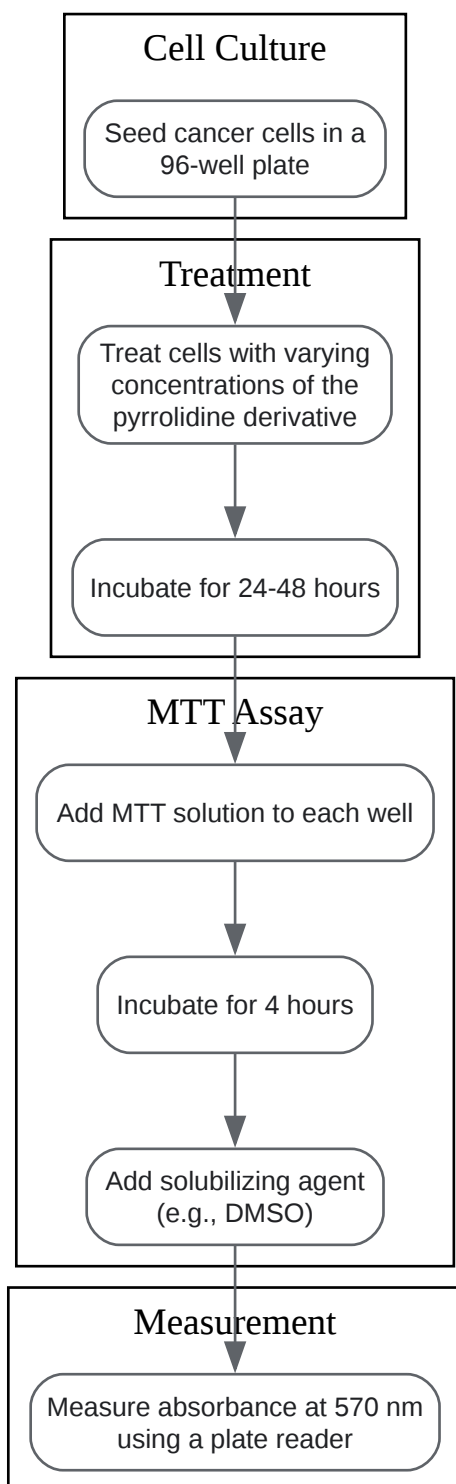 Cell Culture
Seed cancer cells in a
96-well plate
Treatment
Treat cells with varying
concentrations of the
pyrrolidine derivative
Incubate for 24-48 hours
MTT Assay
Add MTT solution to each well
Incubate for 4 hours
Add solubilizing agent
(e.g., DMSO)
Measurement
Measure absorbance at 570 nm
using a plate reader